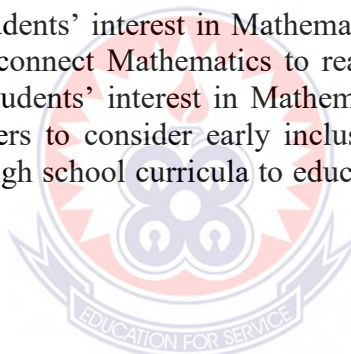 udents’ interest in Mathema
connect Mathematics to rea
tudents’ interest in Mathem
ers to consider early inclus
gh school curricula to educ
EDUCATION FOR SERVICE